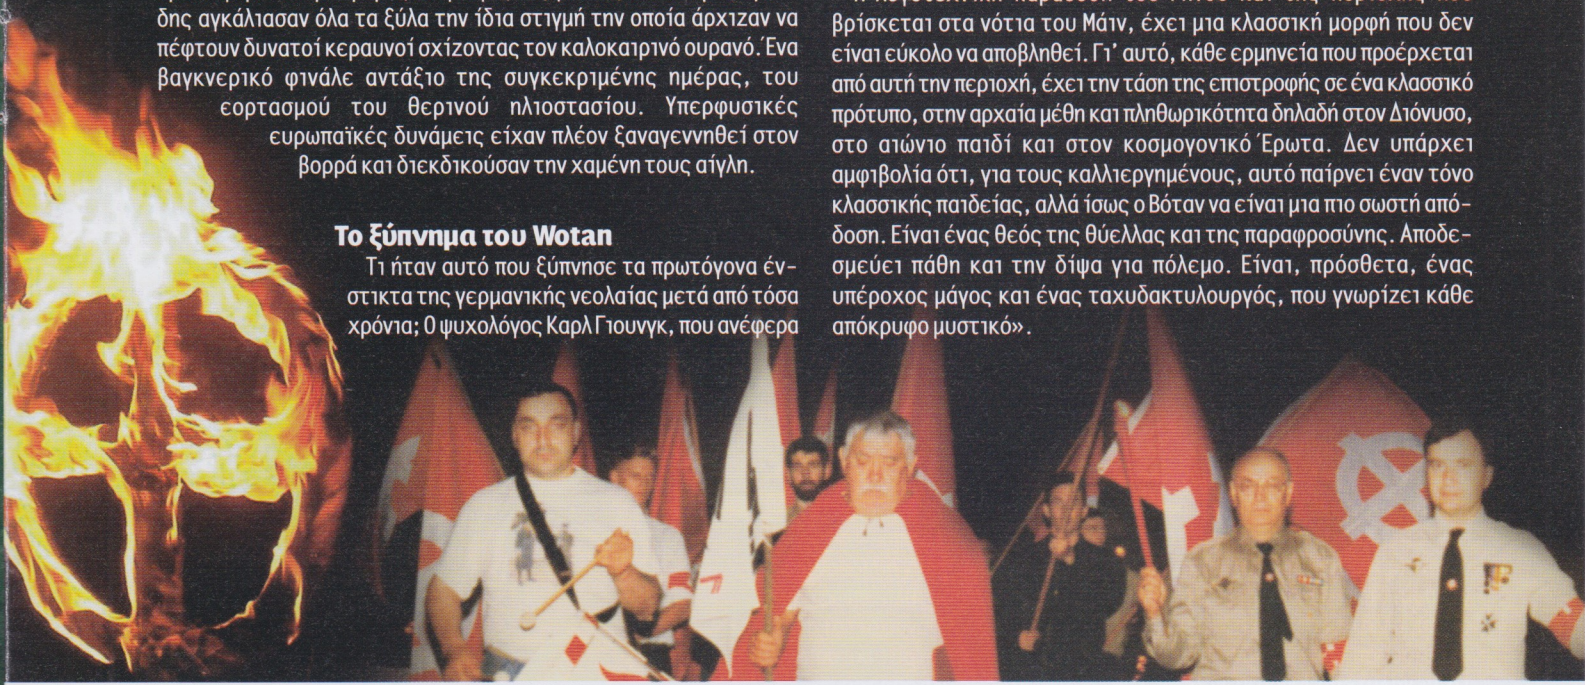 δης αγκάλιασαν όλα τα ξύλα την ίδια στιγμή την οποία άρχιζαν να
πέφτουν δυνατοί κεραυνοί σχίζοντας τον καλοκαιρινό ουρανό. Ένα
βαγκνερικό φινάλε αντάξιο της συγκεκριμένης ημέρας, του
εορτασμού του θερινού ηλιοστασίου. Υπερφυσικές
ευρωπαϊκές δυνάμεις είχαν πλέον ξαναγεννηθεί στον
βορρά και διεκδικούσαν την χαμένη τους αίγλη.
Το ξύπνημα του Wotan
Τι ήταν αυτό που ξύπνησε τα πρωτόγονα έν-
στικτα της γερμανικής νεολαίας μετά από τόσα
χρόνια; Ο ψυχολόγος Καρλ Γιουνγκ, που ανέφερα
βρίσκεται στα νότια του Μάιν, έχει μια κλασσική μορφή που δεν
είναι εύκολο να αποβληθεί. Γι' αυτό, κάθε ερμηνεία που προέρχεται
από αυτή την περιοχή, έχει την τάση της επιστροφής σε ένα κλασσικό
πρότυπο, στην αρχαία μέθη και πληθωρικότητα δηλαδή στον Διόνυσο,
στο αιώνιο παιδί και στον κοσμογονικό Έρωτα. Δεν υπάρχει
αμφιβολία ότι, για τους καλλιεργημένους, αυτό παίρνει έναν τόνο
κλασσικής παιδείας, αλλά ίσως ο Βόταν να είναι μια πιο σωστή από-
δοση. Είναι ένας θεός της θύελλας και της παραφροσύνης. Αποδε-
σμεύει πάθη και την δίψα για πόλεμο. Είναι, πρόσθετα, ένας
υπέροχος μάγος και ένας ταχυδακτυλουργός, που γνωρίζει κάθε
απόκρυφο μυστικό».